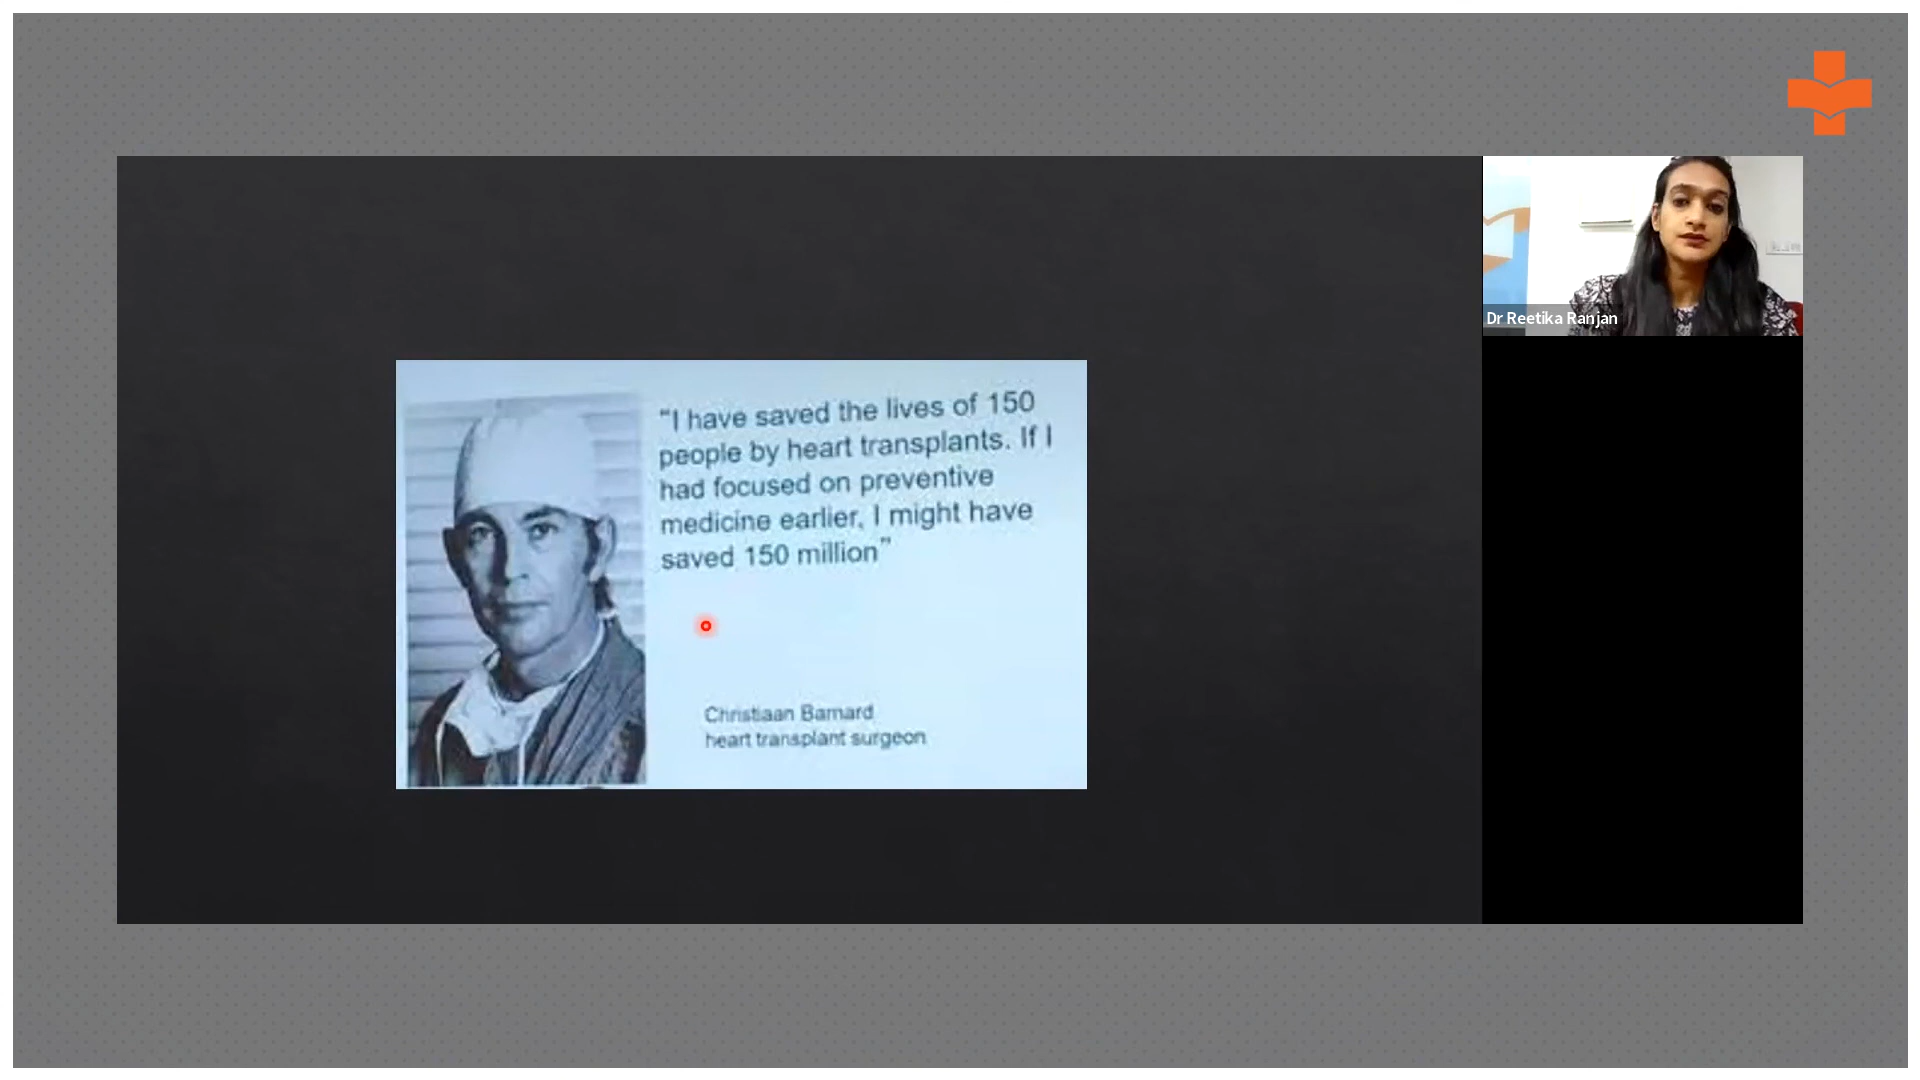 "I have saved the lives of 150
people by heart transplants. If I
had focused on preventive
medicine earlier, I might have
saved 150 million"
Christiaan Barnard
heart transplant surgeon
Dr Reetika Ranjan